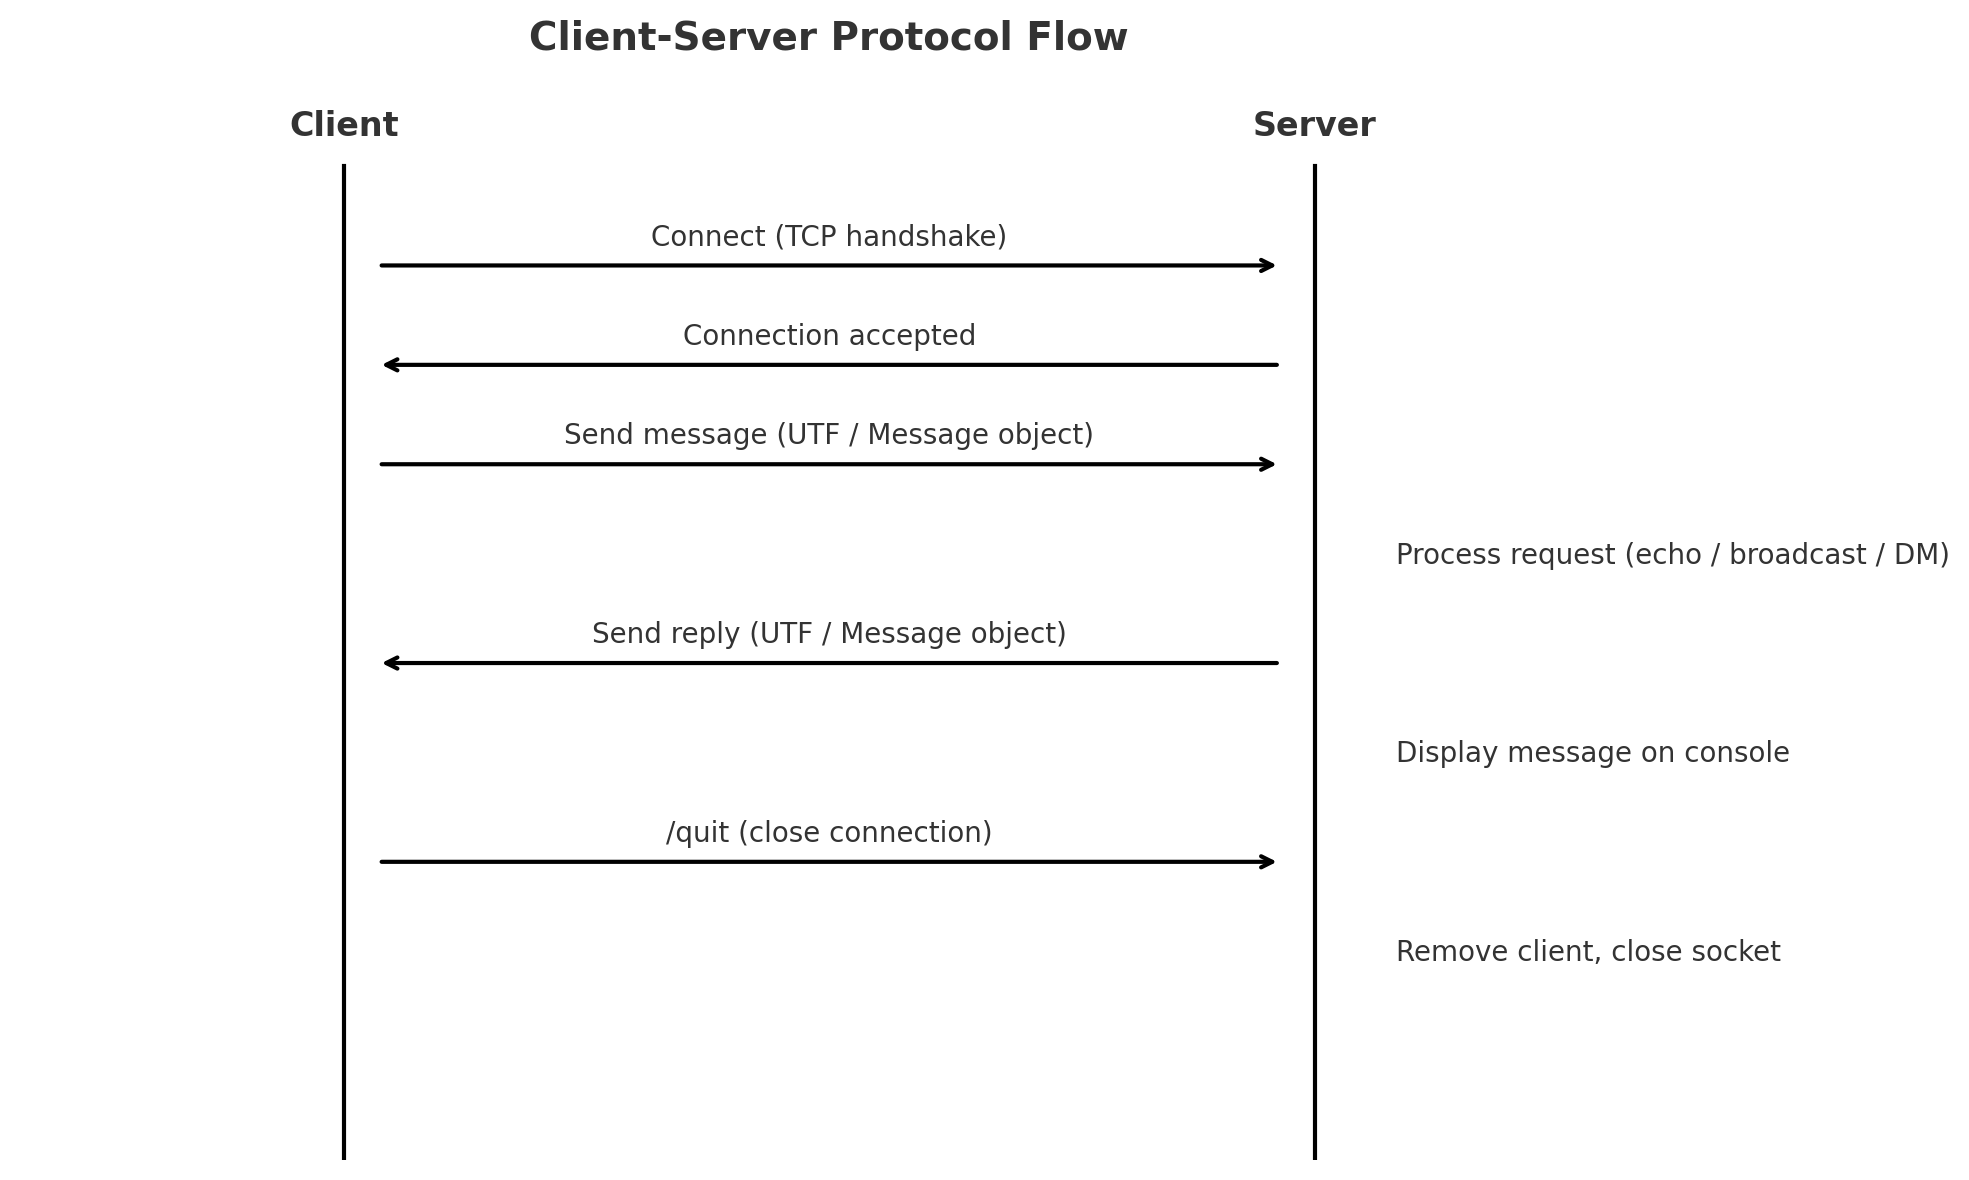 Client-Server Protocol Flow
Client
Server
Connect (TCP handshake)
Connection accepted
Send message (UTF / Message object)
Process request (echo / broadcast / DM)
Send reply (UTF / Message object)
Display message on console
/quit (close connection)
Remove client, close socket